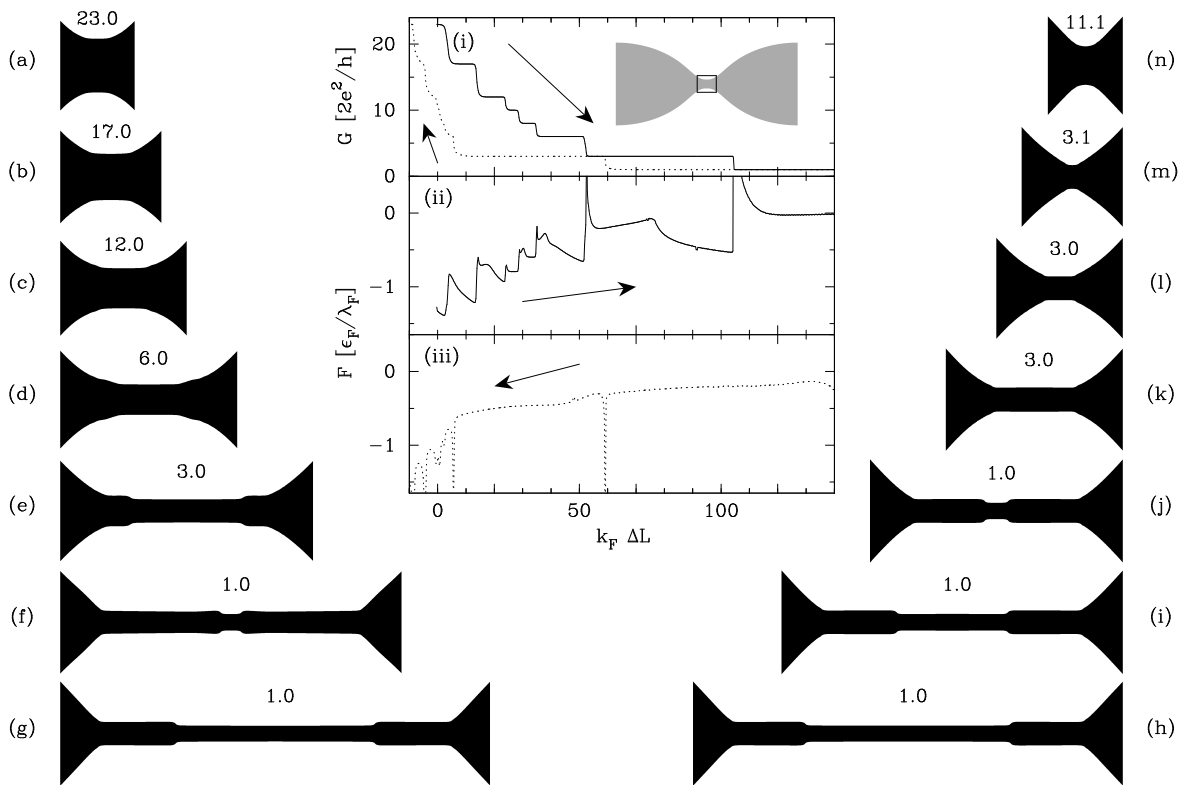 23.0
(a)
17.0
(b)
12.0
(c)
6.0
(d)
3.0
(e)
1.0
(f)
1.0
(g)
G [2e²/h]
20
10
0
(i)
F [ϵ_F/λ_F]
0
−1
(ii)
0
−1
(iii)
0 50 100
k_F ΔL
11.1
(n)
3.1
(m)
3.0
(l)
3.0
(k)
1.0
(j)
1.0
(i)
1.0
(h)